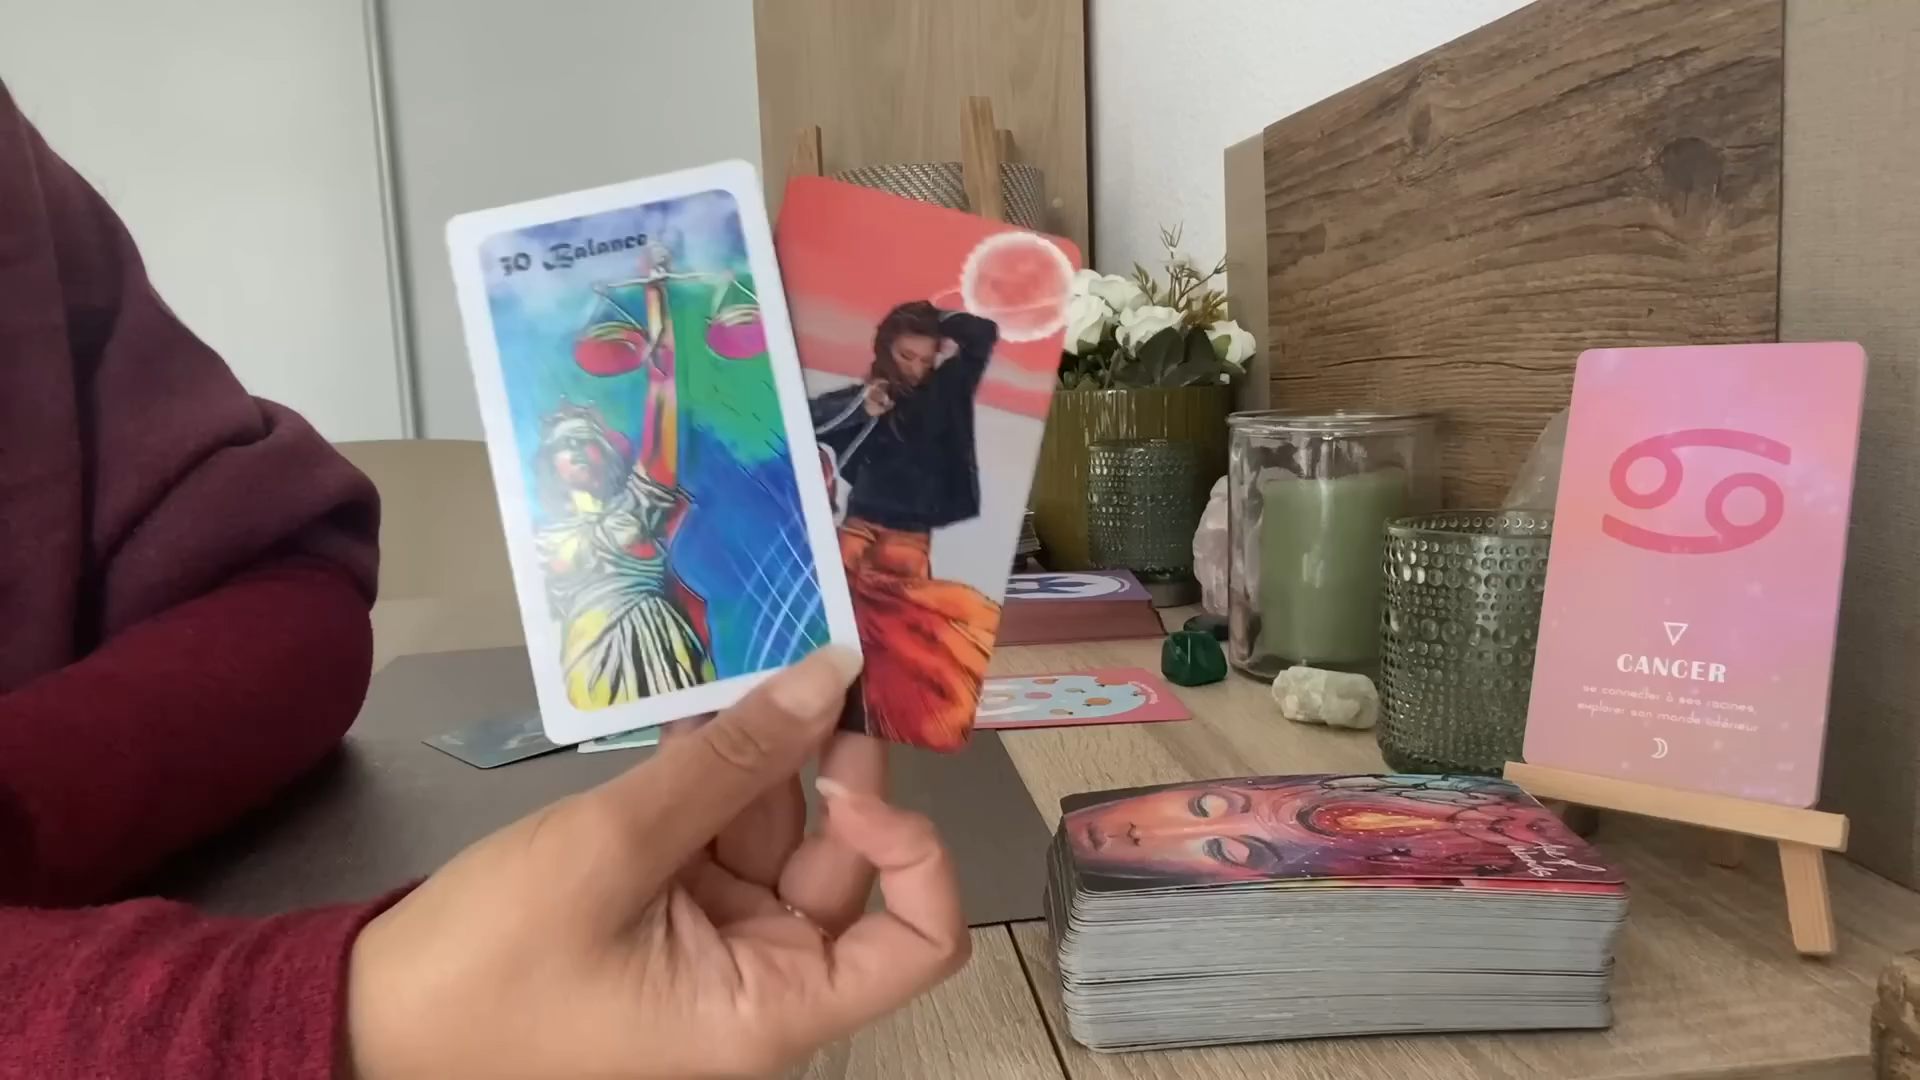 30 Balance
CANCER
se connecter à ses racines,
explorer son monde intérieur